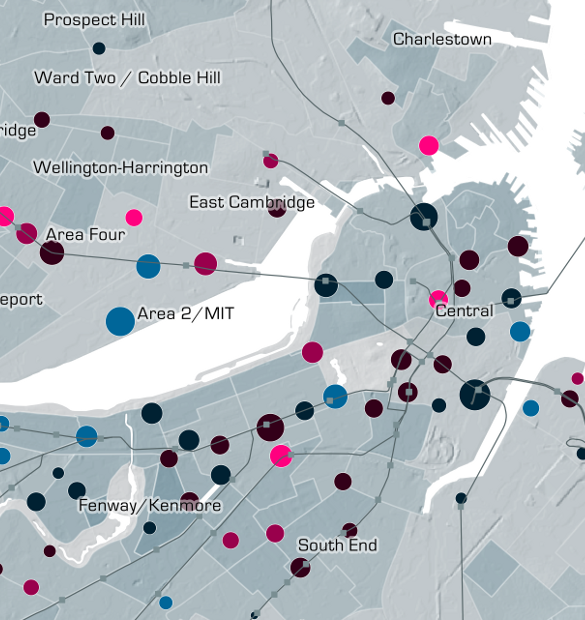 Prospect Hill
Charlestown
Ward Two / Cobble Hill
ridge
Wellington-Harrington
East Cambridge
Area Four
eport
Area 2/MIT
Central
Fenway/Kenmore
South End